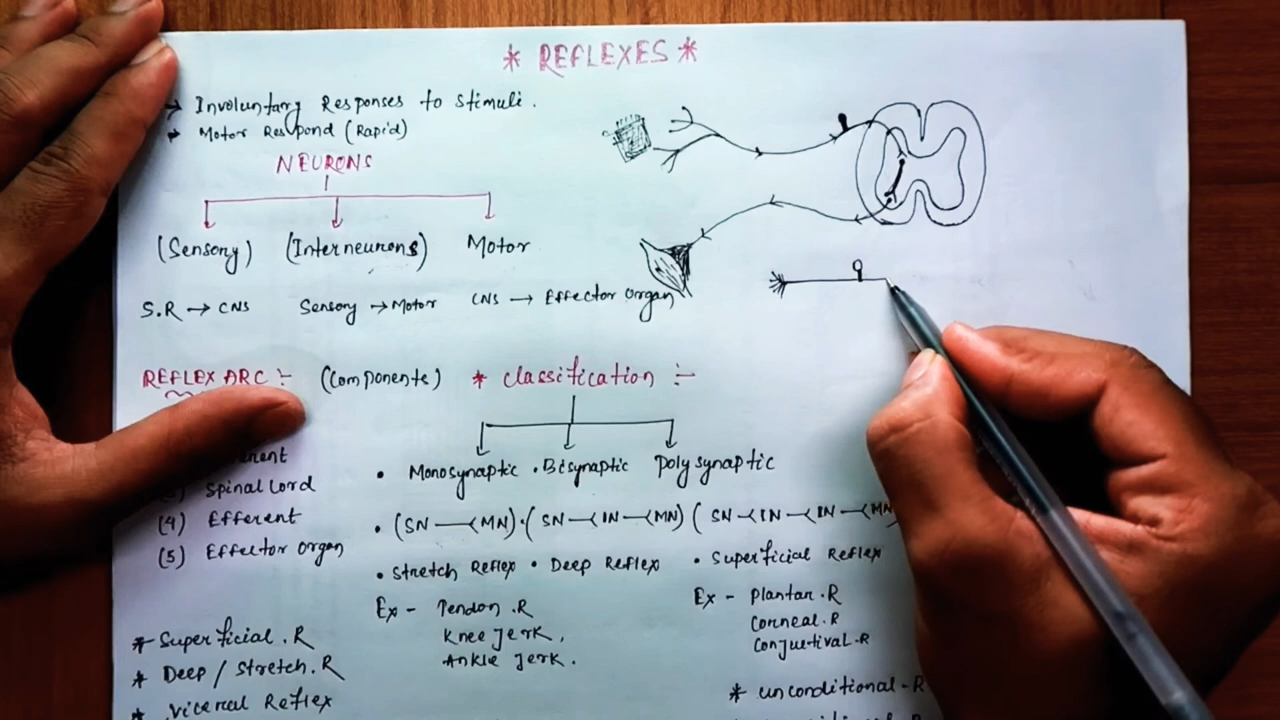 * REFLEXES *
→ Involuntary Responses to stimuli.
→ Motor Respond (Rapid)
NEURONS
(Sensory) (Interneurons) Motor
S.R → CNS Sensory → Motor CNS → Effector Organ
REFLEX ARC :- (Components) * Classification :-
• Monosynaptic • Bisynaptic Polysynaptic
Spinal Cord
• (SN —< MN) • (SN —< IN —< MN) ( SN —< IN —< IN —< MN
(4) Efferent
(5) Effector Organ
• Stretch Reflex • Deep Reflex • Superficial Reflex
Ex - Tendon .R
Knee Jerk,
Ankle Jerk.
Ex - Plantar .R
Corneal .R
Conjuctival .R
* Superficial .R
* Deep / Stretch .R
* Viceral Reflex
* unconditional - R